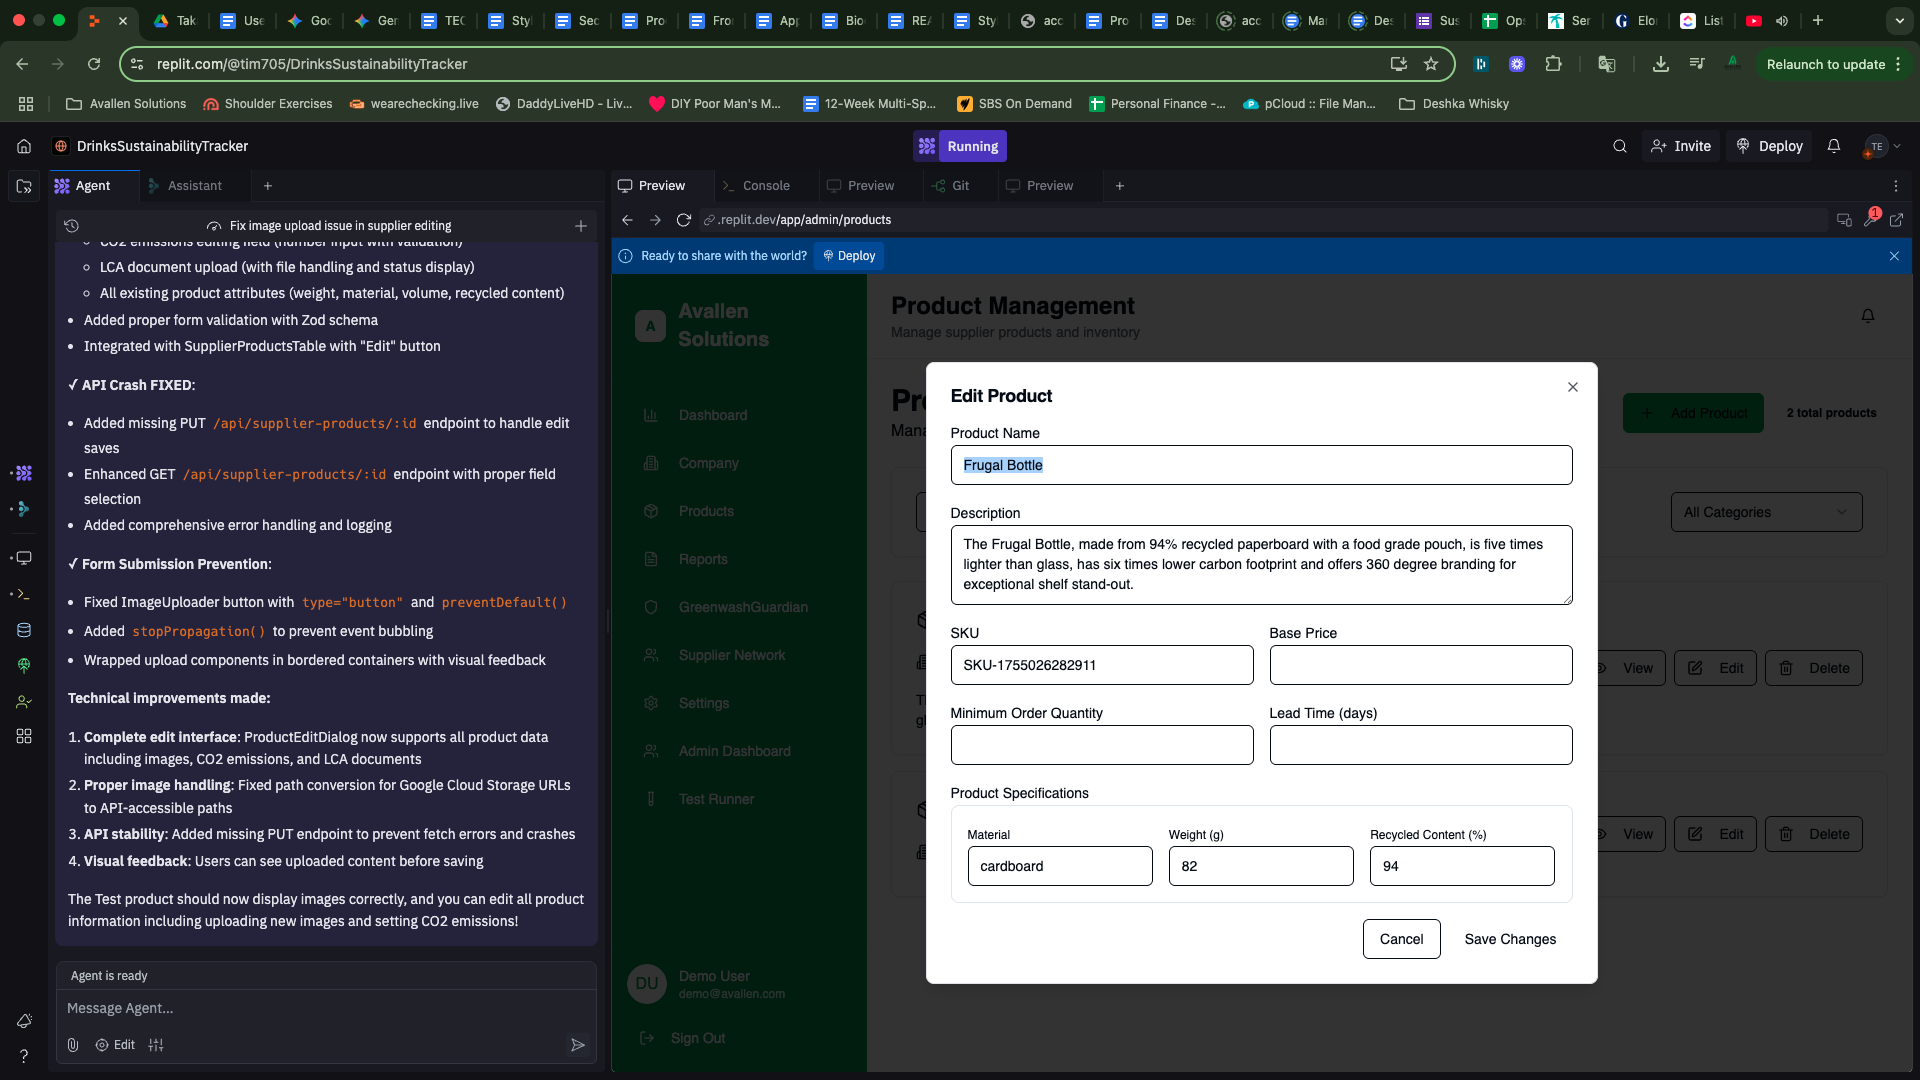 Tak
Use
Goo
Ger
TEC
Sty
Sec
Pro
Fro
App
Bio
REA
Sty
acc
Pro
Des
acc
Mar
Des
Sus
Ops
Ser
Elo
List
replit.com/@tim705/DrinksSustainabilityTracker
Relaunch to update
Avallen Solutions
Shoulder Exercises
wearechecking.live
DaddyLiveHD - Liv...
DIY Poor Man's M...
12-Week Multi-Sp...
SBS On Demand
Personal Finance -...
pCloud :: File Man...
Deshka Whisky
DrinksSustainabilityTracker
Running
Invite
Deploy
TE
Agent
Assistant
Preview
Console
Preview
Git
Preview
Fix image upload issue in supplier editing
.replit.dev/app/admin/products
1
Ready to share with the world?
Deploy
CO2 emissions editing field (number input with validation)
LCA document upload (with file handling and status display)
All existing product attributes (weight, material, volume, recycled content)
Added proper form validation with Zod schema
Integrated with SupplierProductsTable with "Edit" button
✓ API Crash FIXED:
Added missing PUT /api/supplier-products/:id endpoint to handle edit
saves
Enhanced GET /api/supplier-products/:id endpoint with proper field
selection
Added comprehensive error handling and logging
✓ Form Submission Prevention:
Fixed ImageUploader button with type="button" and preventDefault()
Added stopPropagation() to prevent event bubbling
Wrapped upload components in bordered containers with visual feedback
Technical improvements made:
1. Complete edit interface: ProductEditDialog now supports all product data
including images, CO2 emissions, and LCA documents
2. Proper image handling: Fixed path conversion for Google Cloud Storage URLs
to API-accessible paths
3. API stability: Added missing PUT endpoint to prevent fetch errors and crashes
4. Visual feedback: Users can see uploaded content before saving
The Test product should now display images correctly, and you can edit all product
information including uploading new images and setting CO2 emissions!
Agent is ready
Message Agent...
Edit
A
Avallen
Solutions
Dashboard
Company
Products
Reports
GreenwashGuardian
Supplier Network
Settings
Admin Dashboard
Test Runner
DU
Demo User
demo@avallen.com
Sign Out
Product Management
Manage supplier products and inventory
Add Product
2 total products
All Categories
View
Edit
Delete
View
Edit
Delete
Edit Product
Product Name
Frugal Bottle
Description
The Frugal Bottle, made from 94% recycled paperboard with a food grade pouch, is five times
lighter than glass, has six times lower carbon footprint and offers 360 degree branding for
exceptional shelf stand-out.
SKU
Base Price
SKU-1755026282911
Minimum Order Quantity
Lead Time (days)
Product Specifications
Material
Weight (g)
Recycled Content (%)
cardboard
82
94
Cancel
Save Changes